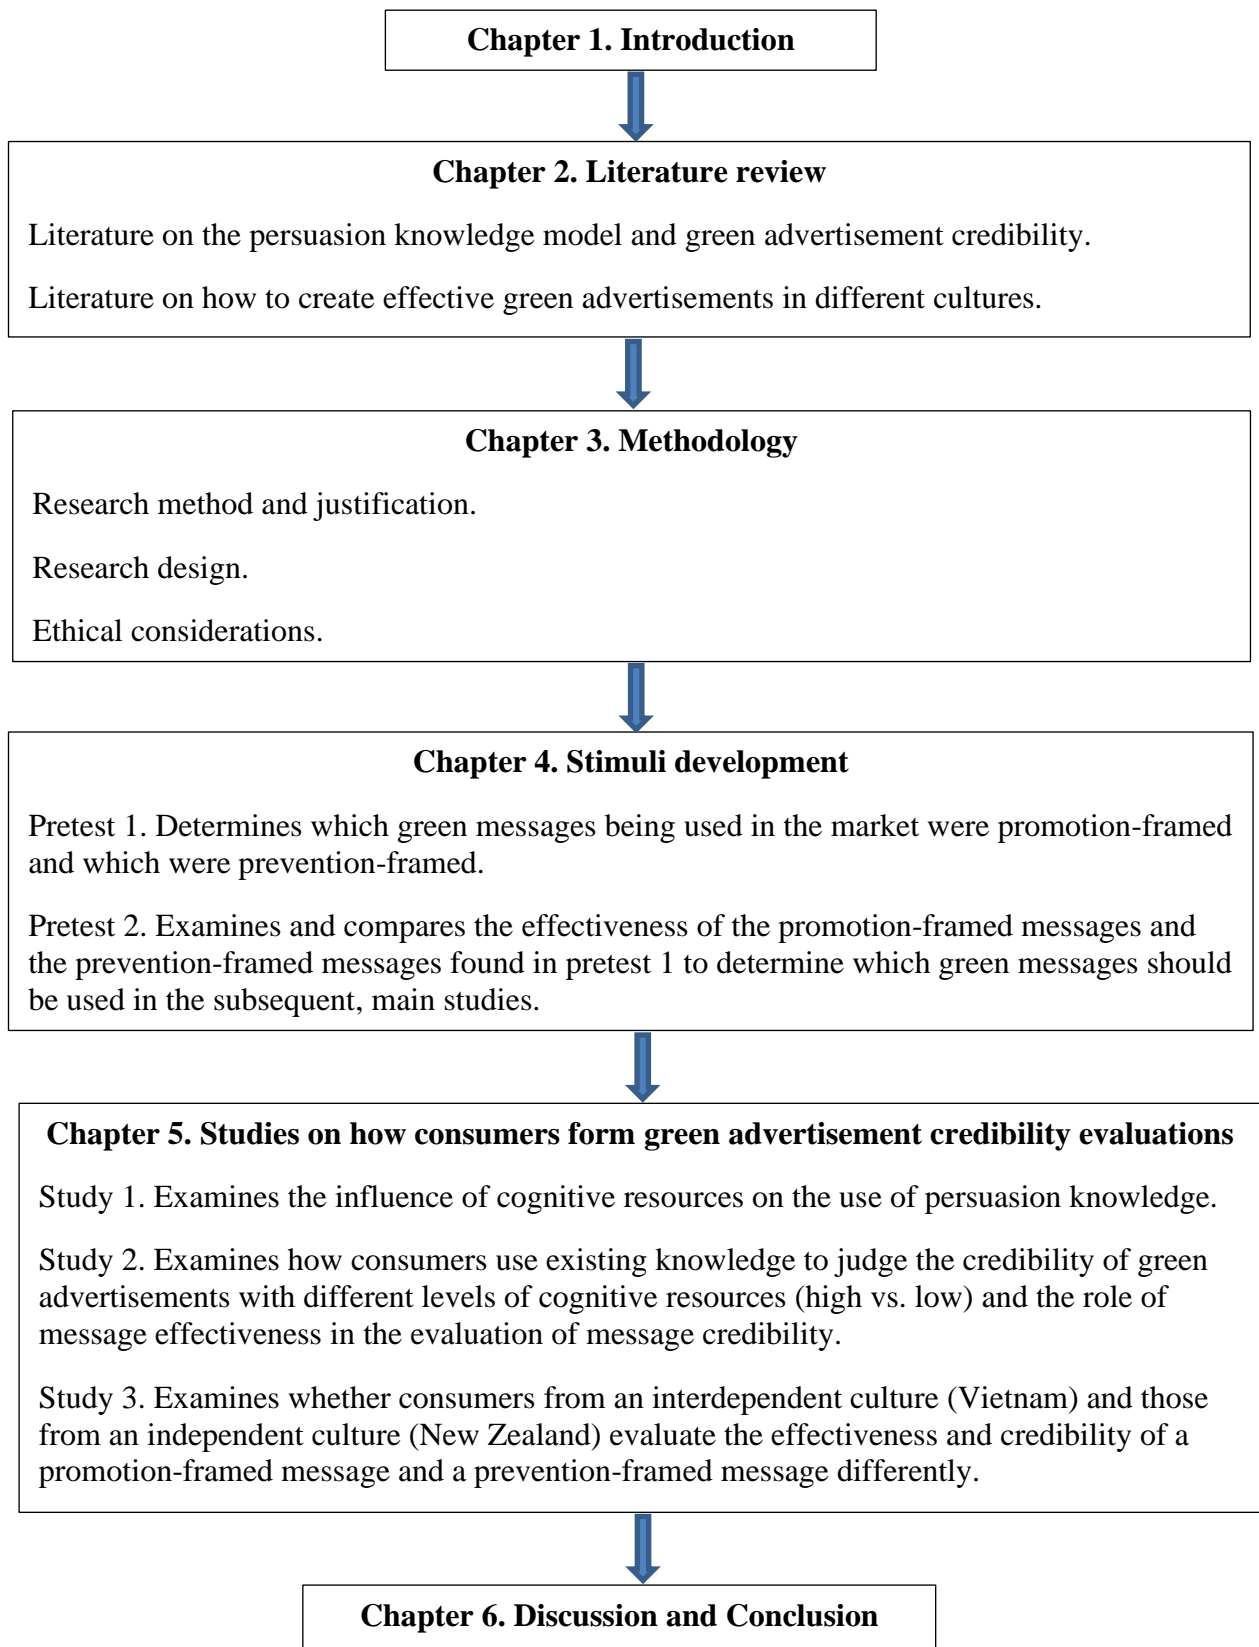 Chapter 1. Introduction
Chapter 2. Literature review
Literature on the persuasion knowledge model and green advertisement credibility.
Literature on how to create effective green advertisements in different cultures.
Chapter 3. Methodology
Research method and justification.
Research design.
Ethical considerations.
Chapter 4. Stimuli development
Pretest 1. Determines which green messages being used in the market were promotion-framed
and which were prevention-framed.
Pretest 2. Examines and compares the effectiveness of the promotion-framed messages and
the prevention-framed messages found in pretest 1 to determine which green messages should
be used in the subsequent, main studies.
Chapter 5. Studies on how consumers form green advertisement credibility evaluations
Study 1. Examines the influence of cognitive resources on the use of persuasion knowledge.
Study 2. Examines how consumers use existing knowledge to judge the credibility of green
advertisements with different levels of cognitive resources (high vs. low) and the role of
message effectiveness in the evaluation of message credibility.
Study 3. Examines whether consumers from an interdependent culture (Vietnam) and those
from an independent culture (New Zealand) evaluate the effectiveness and credibility of a
promotion-framed message and a prevention-framed message differently.
Chapter 6. Discussion and Conclusion